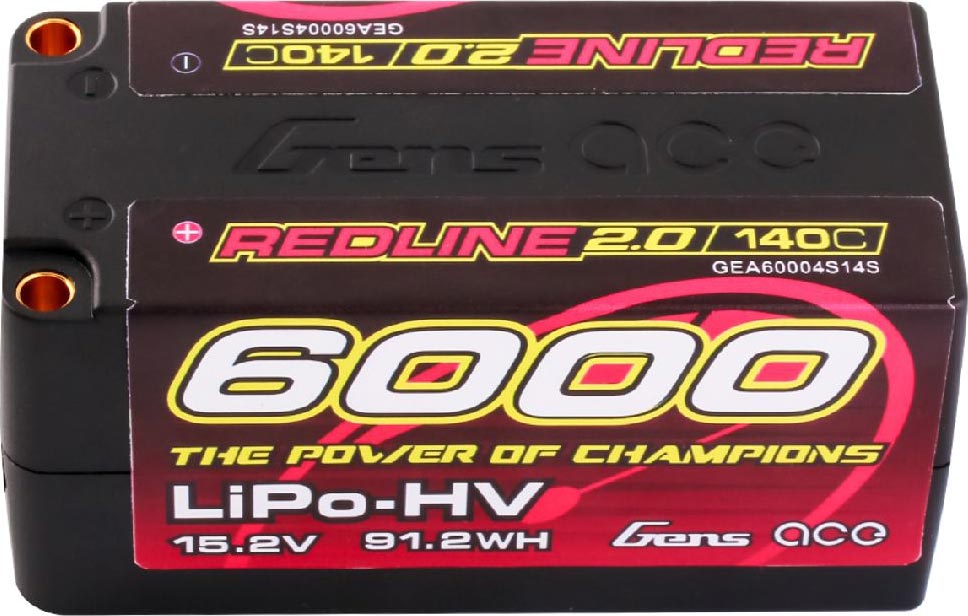 GEA60004S14S
REDLINE 2.0 / 140C
-
Gens ace
+
+ REDLINE 2.0 / 140C
GEA60004S14S
6000
THE POWER OF CHAMPIONS
LiPo-HV
15.2V 91.2WH Gens ace